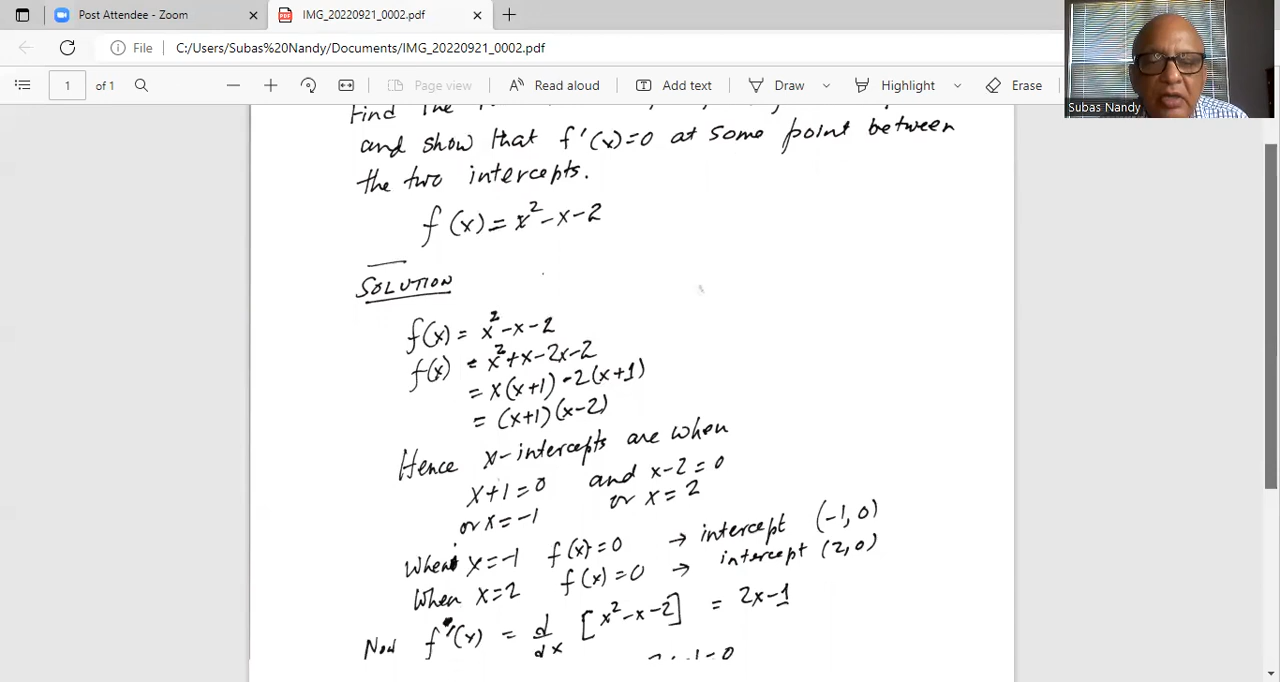 Post Attendee - Zoom
IMG_20220921_0002.pdf
File C:/Users/Subas%20Nandy/Documents/IMG_20220921_0002.pdf
1 of 1 Page view Read aloud Add text Draw Highlight Erase
Subas Nandy
Find The
and show that f'(x)=0 at some point between
the two intercepts.
f(x)= x²-x-2
SOLUTION
f(x) = x²-x-2
f(x) = x²+x-2x-2
= x(x+1) -2(x+1)
= (x+1)(x-2)
Hence x-intercepts are when
x+1=0 and x-2=0
or x=-1 or x=2
When x=-1 f(x)=0 → intercept (-1,0)
When x=2 f(x)=0 → intercept (2,0)
Now f'(x) = d/dx [x²-x-2] = 2x-1